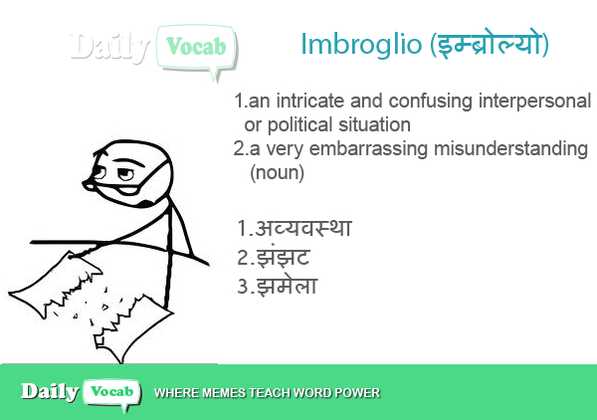 Daily Vocab
Imbroglio (इम्ब्रोल्यो)
1.an intricate and confusing interpersonal
or political situation
2.a very embarrassing misunderstanding
(noun)
1.अव्यवस्था
2.झंझट
3.झमेला
Daily Vocab WHERE MEMES TEACH WORD POWER